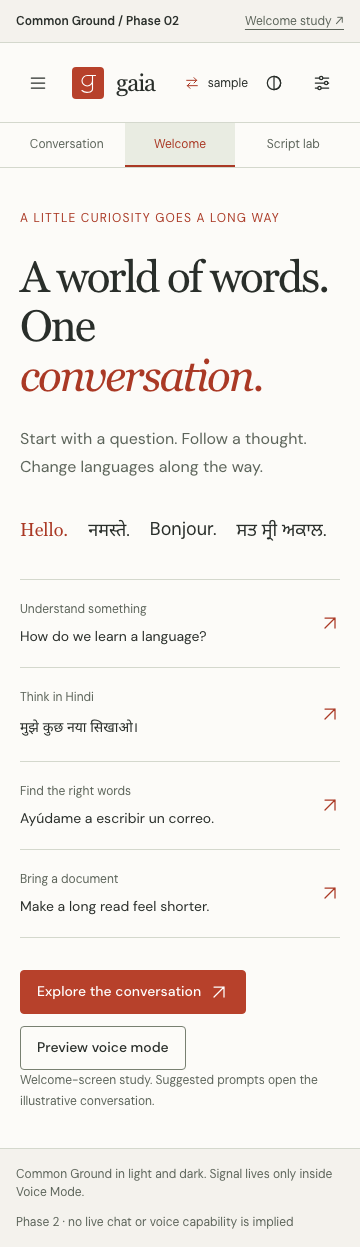 Common Ground / Phase 02
Welcome study ↗
g gaia
sample
Conversation
Welcome
Script lab
A LITTLE CURIOSITY GOES A LONG WAY
A world of words.
One
conversation.
Start with a question. Follow a thought.
Change languages along the way.
Hello. नमस्ते. Bonjour. ਸਤ ਸ੍ਰੀ ਅਕਾਲ.
Understand something
How do we learn a language?
Think in Hindi
मुझे कुछ नया सिखाओ।
Find the right words
Ayúdame a escribir un correo.
Bring a document
Make a long read feel shorter.
Explore the conversation
Preview voice mode
Welcome-screen study. Suggested prompts open the
illustrative conversation.
Common Ground in light and dark. Signal lives only inside
Voice Mode.
Phase 2 · no live chat or voice capability is implied